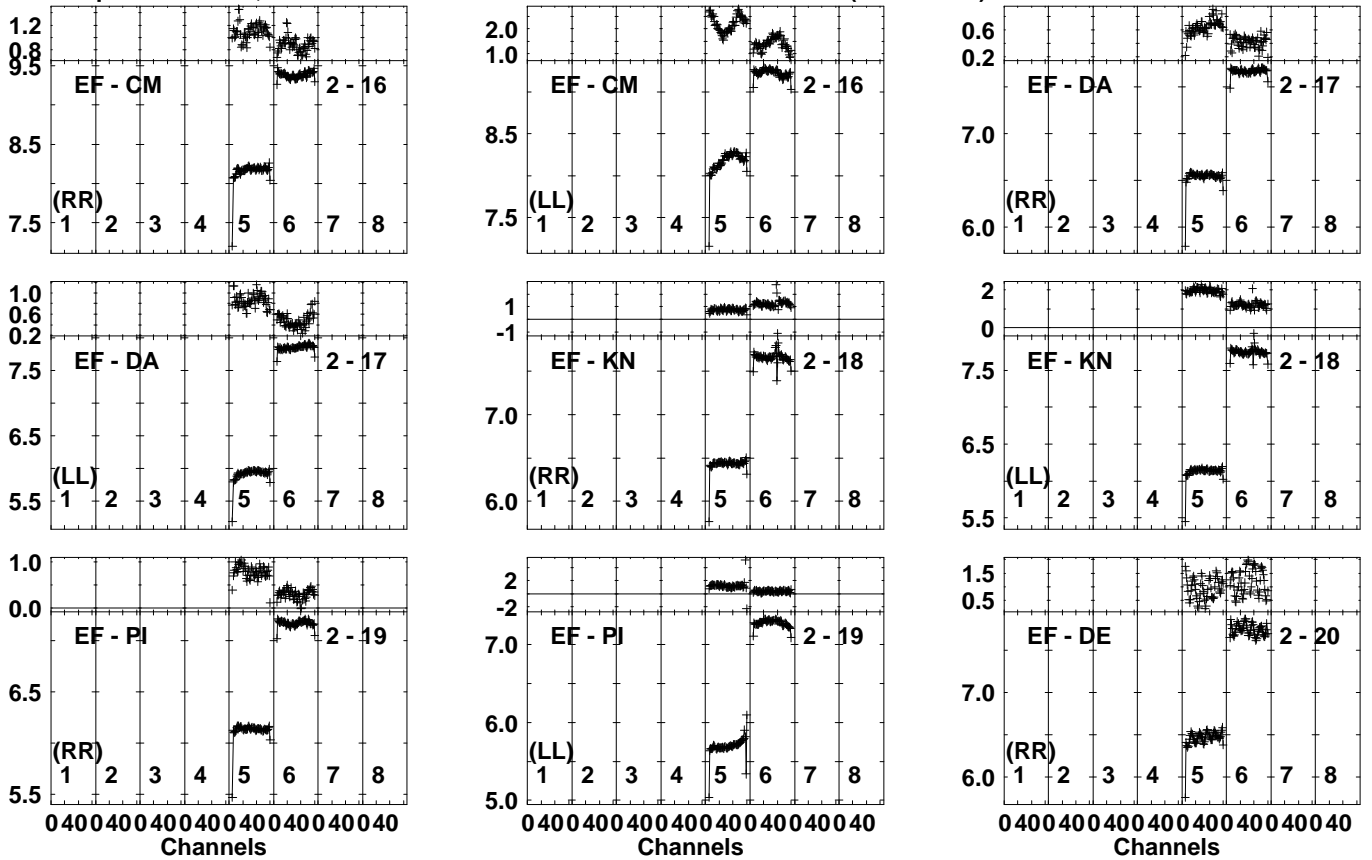 1.2
0.8
9.5
EF - CM 2 - 16
8.5
7.5
(RR)
1 2 3 4 5 6 7 8
2.0
1.0
EF - CM 2 - 16
8.5
7.5
(LL)
1 2 3 4 5 6 7 8
0.6
0.2
EF - DA 2 - 17
7.0
6.0
(RR)
1 2 3 4 5 6 7 8
1.0
0.6
0.2
EF - DA 2 - 17
7.5
6.5
5.5
(LL)
1 2 3 4 5 6 7 8
1
-1
EF - KN 2 - 18
7.0
6.0
(RR)
1 2 3 4 5 6 7 8
2
0
EF - KN 2 - 18
7.5
6.5
5.5
(LL)
1 2 3 4 5 6 7 8
1.0
0.0
EF - PI 2 - 19
6.5
5.5
(RR)
1 2 3 4 5 6 7 8
0 40 0 40 0 40 0 40 0 40 0 40 0 40 0 40
Channels
2
-2
EF - PI 2 - 19
7.0
6.0
5.0
(LL)
1 2 3 4 5 6 7 8
0 40 0 40 0 40 0 40 0 40 0 40 0 40 0 40
Channels
1.5
0.5
EF - DE 2 - 20
7.0
6.0
(RR)
1 2 3 4 5 6 7 8
0 40 0 40 0 40 0 40 0 40 0 40 0 40 0 40
Channels